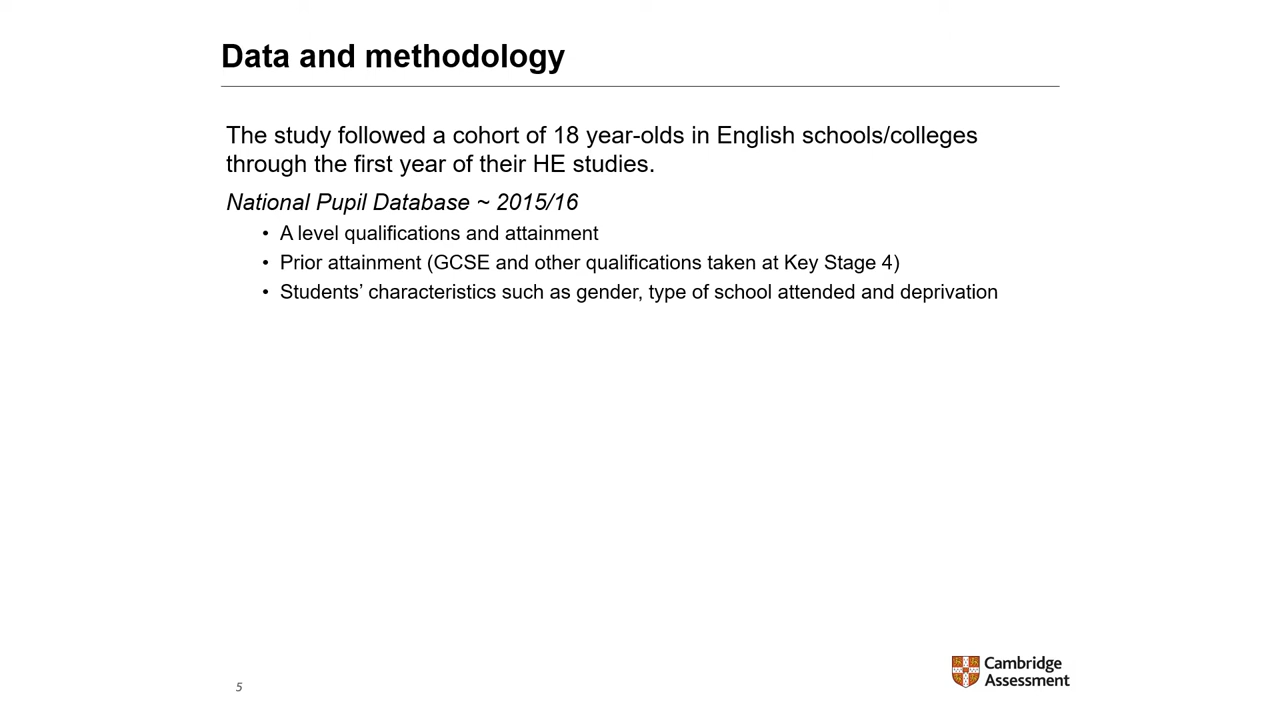 Data and methodology
The study followed a cohort of 18 year-olds in English schools/colleges
through the first year of their HE studies.
National Pupil Database ~ 2015/16
• A level qualifications and attainment
• Prior attainment (GCSE and other qualifications taken at Key Stage 4)
• Students’ characteristics such as gender, type of school attended and deprivation
5
Cambridge
Assessment